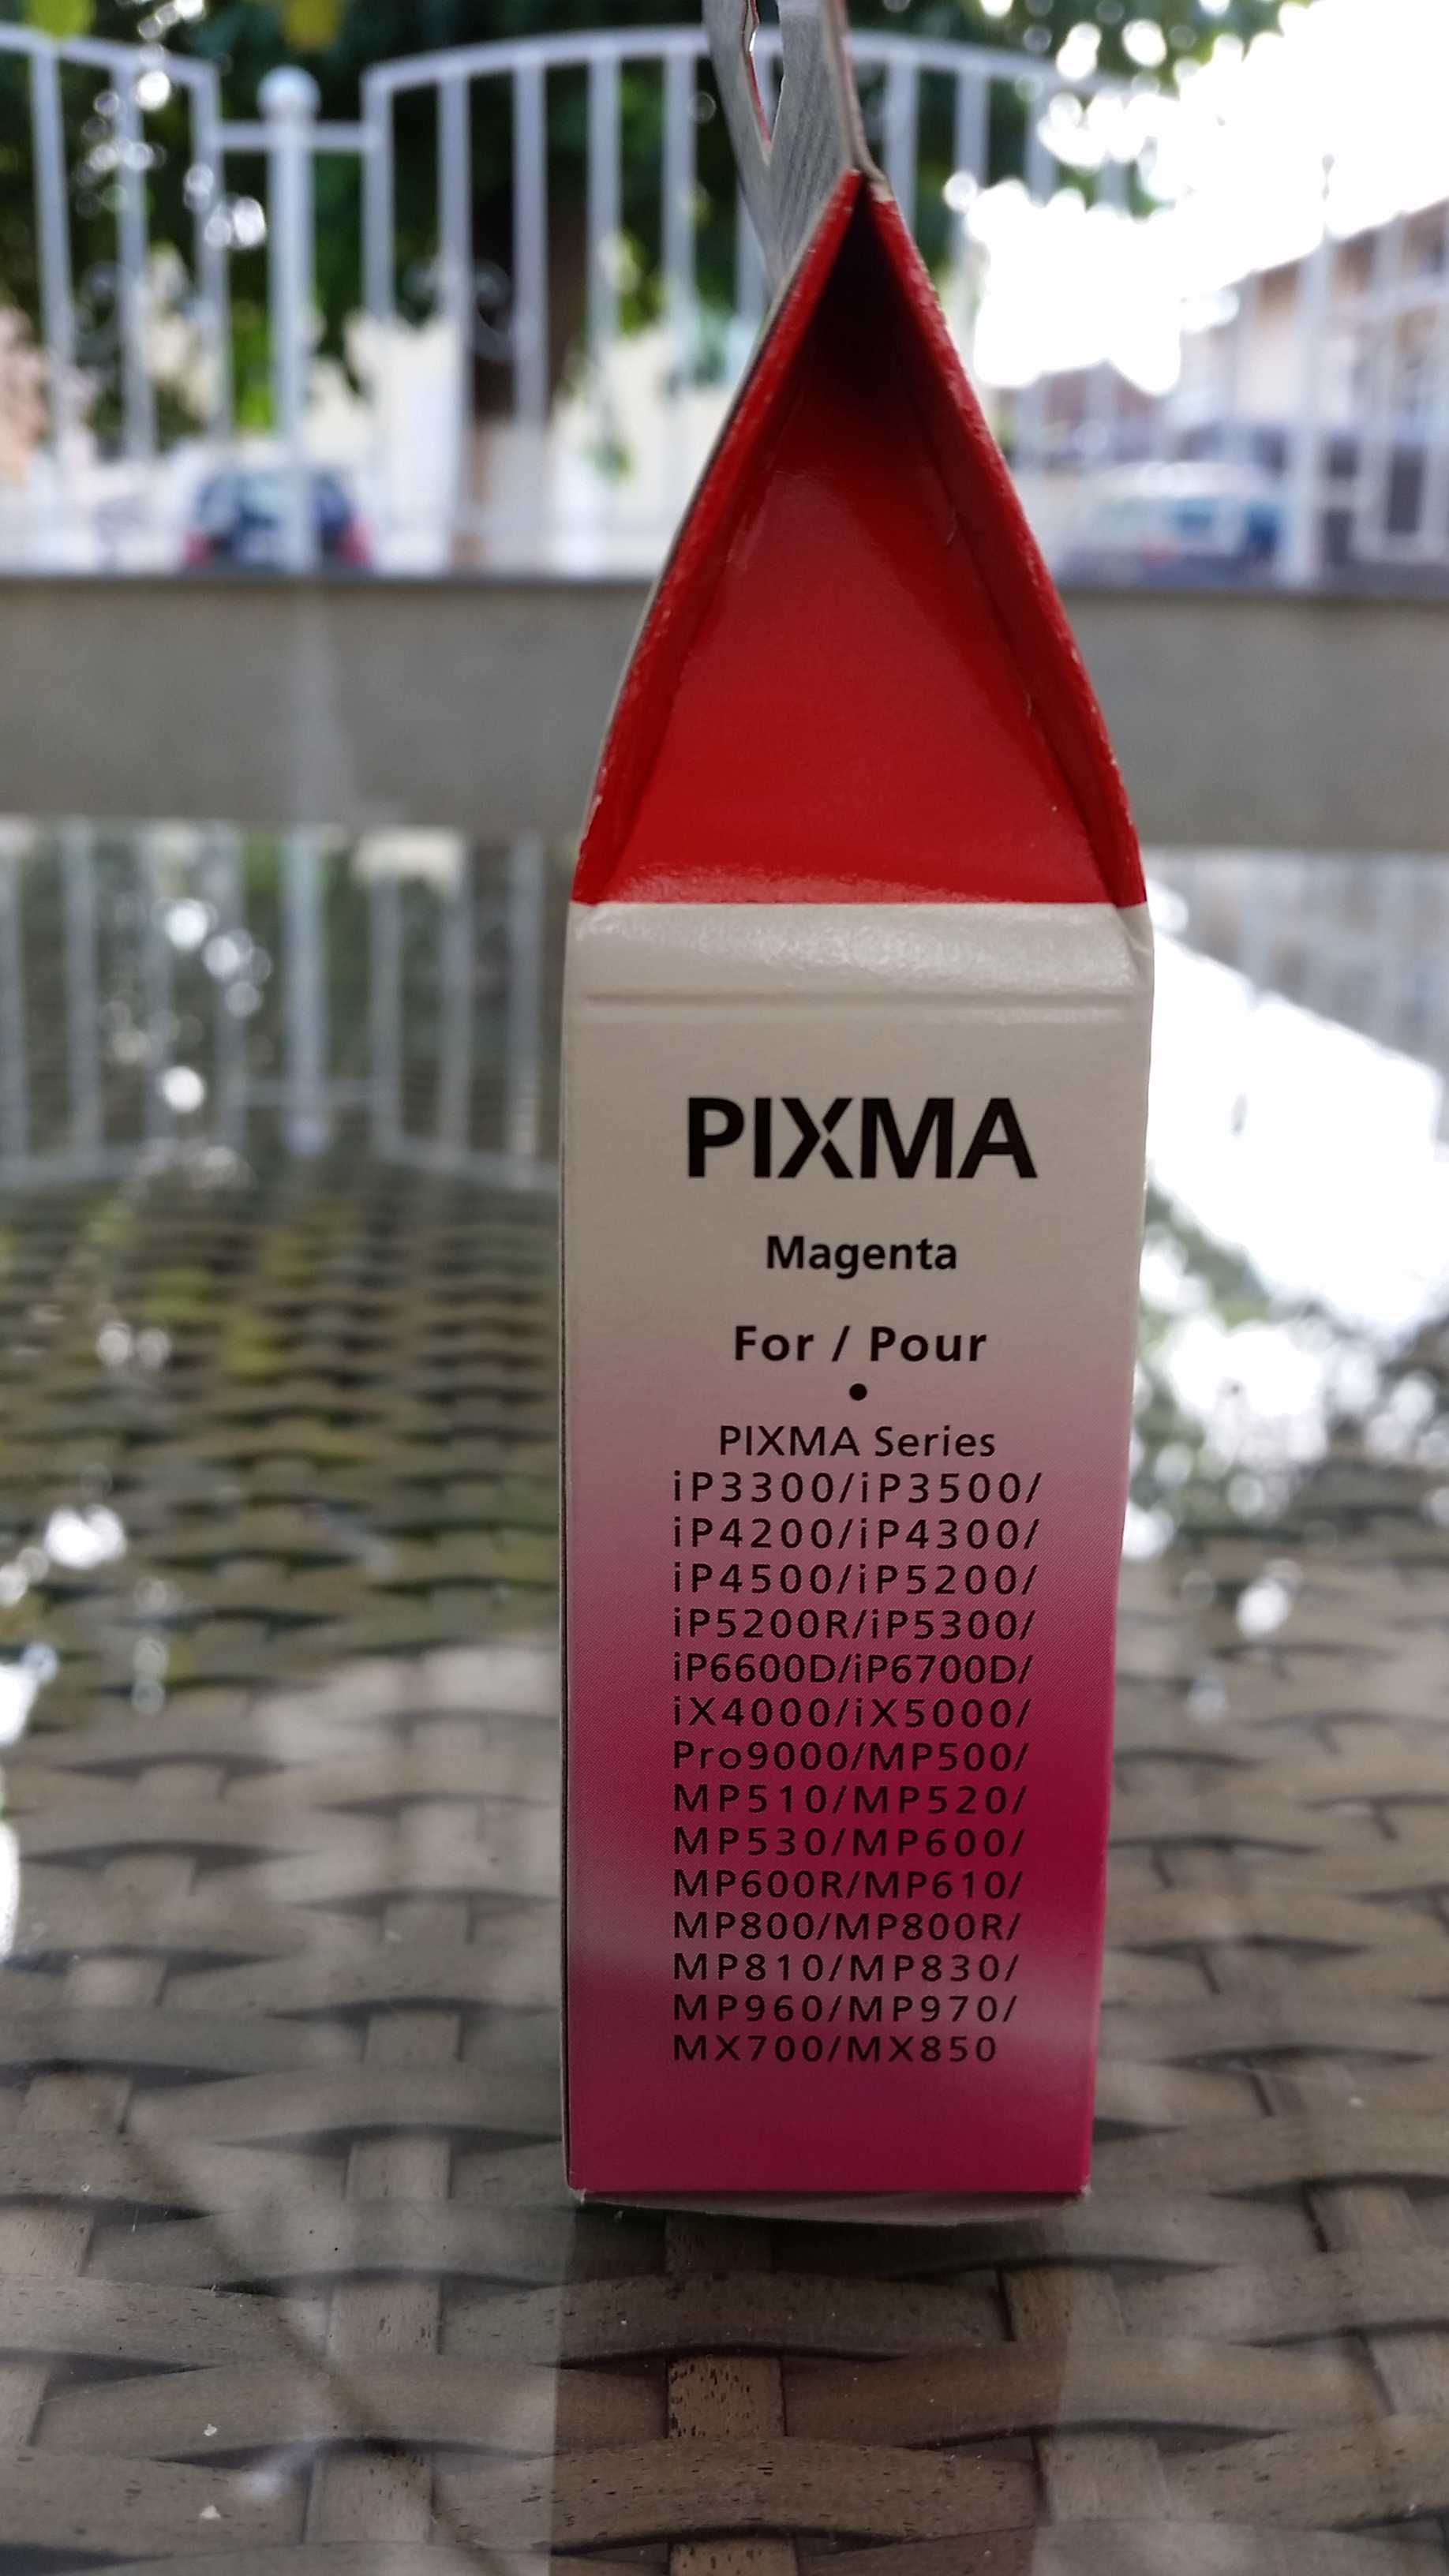 PIXMA
Magenta
For / Pour
•
PIXMA Series
iP3300/iP3500/
iP4200/iP4300/
iP4500/iP5200/
iP5200R/iP5300/
iP6600D/iP6700D/
iX4000/iX5000/
Pro9000/MP500/
MP510/MP520/
MP530/MP600/
MP600R/MP610/
MP800/MP800R/
MP810/MP830/
MP960/MP970/
MX700/MX850